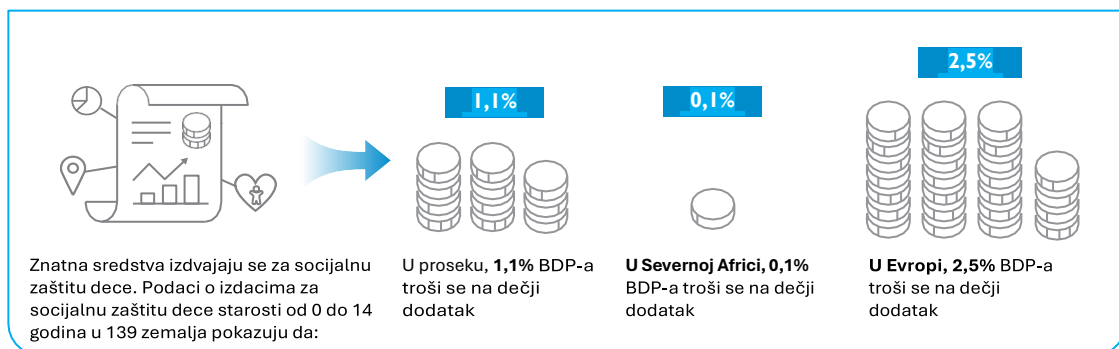 1,1%
0,1%
2,5%
Znatna sredstva izdvajaju se za socijalnu
zaštitu dece. Podaci o izdacima za
socijalnu zaštitu dece starosti od 0 do 14
godina u 139 zemalja pokazuju da:
U proseku, 1,1% BDP-a
troši se na dečji
dodatak
U Severnoj Africi, 0,1%
BDP-a troši se na dečji
dodatak
U Evropi, 2,5% BDP-a
troši se na dečji
dodatak